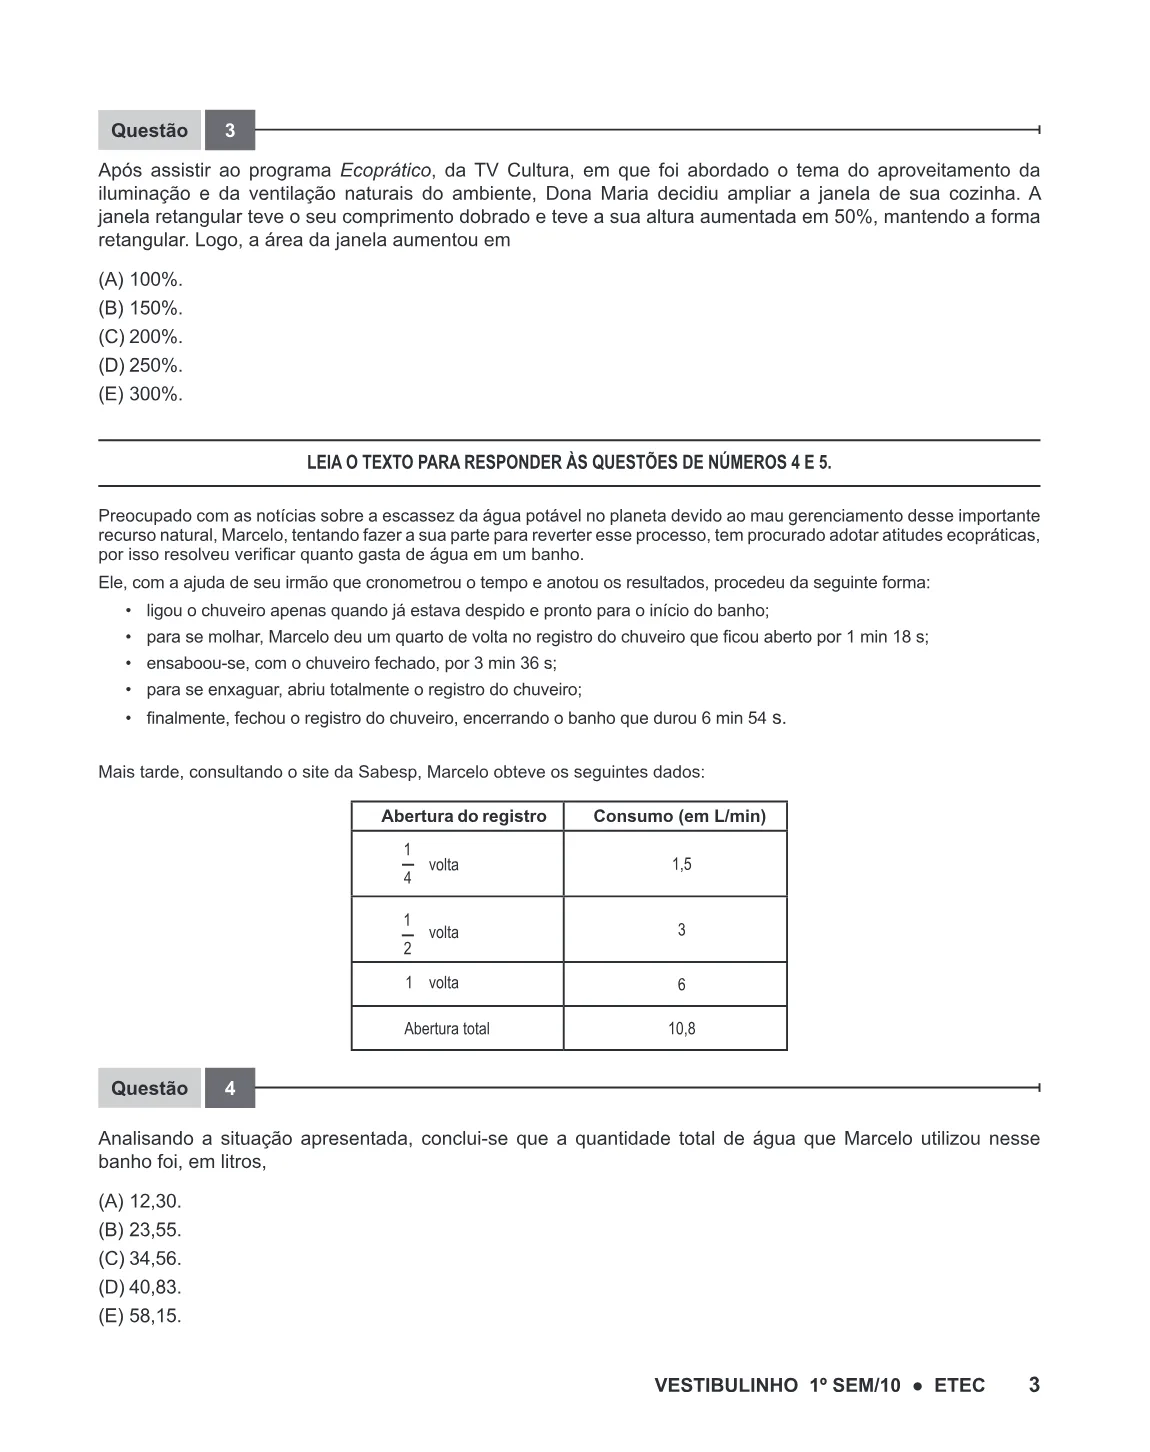 Questão 3
Após assistir ao programa Ecoprático, da TV Cultura, em que foi abordado o tema do aproveitamento da
iluminação e da ventilação naturais do ambiente, Dona Maria decidiu ampliar a janela de sua cozinha. A
janela retangular teve o seu comprimento dobrado e teve a sua altura aumentada em 50%, mantendo a forma
retangular. Logo, a área da janela aumentou em
(A) 100%.
(B) 150%.
(C) 200%.
(D) 250%.
(E) 300%.
LEIA O TEXTO PARA RESPONDER ÀS QUESTÕES DE NÚMEROS 4 E 5.
Preocupado com as notícias sobre a escassez da água potável no planeta devido ao mau gerenciamento desse importante
recurso natural, Marcelo, tentando fazer a sua parte para reverter esse processo, tem procurado adotar atitudes ecopráticas,
por isso resolveu verificar quanto gasta de água em um banho.
Ele, com a ajuda de seu irmão que cronometrou o tempo e anotou os resultados, procedeu da seguinte forma:
• ligou o chuveiro apenas quando já estava despido e pronto para o início do banho;
• para se molhar, Marcelo deu um quarto de volta no registro do chuveiro que ficou aberto por 1 min 18 s;
• ensaboou-se, com o chuveiro fechado, por 3 min 36 s;
• para se enxaguar, abriu totalmente o registro do chuveiro;
• finalmente, fechou o registro do chuveiro, encerrando o banho que durou 6 min 54 s.
Mais tarde, consultando o site da Sabesp, Marcelo obteve os seguintes dados:
Abertura do registro Consumo (em L/min)
1/4 volta 1,5
1/2 volta 3
1 volta 6
Abertura total 10,8
Questão 4
Analisando a situação apresentada, conclui-se que a quantidade total de água que Marcelo utilizou nesse
banho foi, em litros,
(A) 12,30.
(B) 23,55.
(C) 34,56.
(D) 40,83.
(E) 58,15.
VESTIBULINHO 1º SEM/10 ● ETEC 3